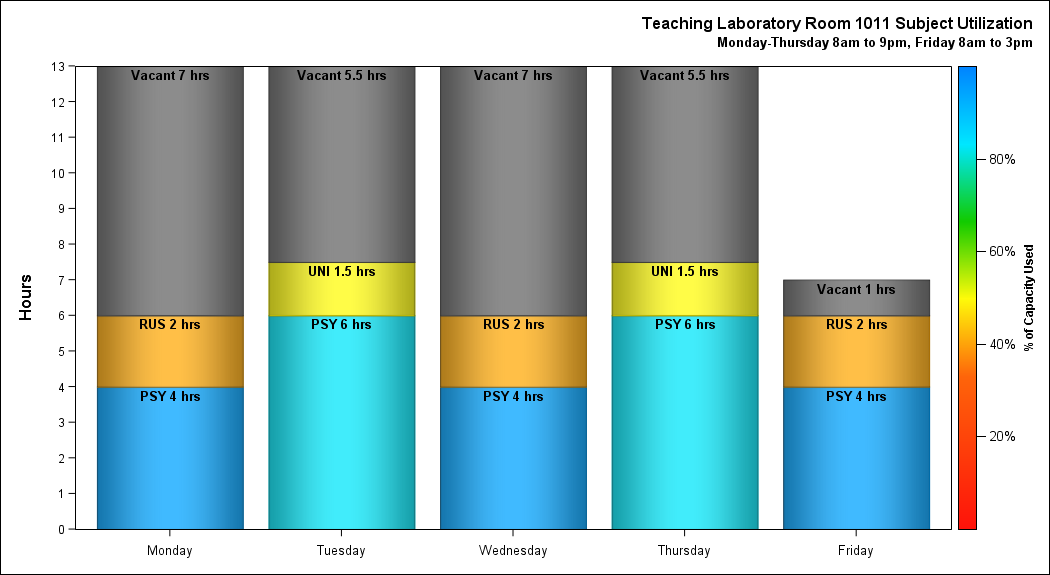 Teaching Laboratory Room 1011 Subject Utilization
Monday-Thursday 8am to 9pm, Friday 8am to 3pm
Hours
13
12
11
10
9
8
7
6
5
4
3
2
1
0
Vacant 7 hrs
RUS 2 hrs
PSY 4 hrs
Vacant 5.5 hrs
UNI 1.5 hrs
PSY 6 hrs
Vacant 7 hrs
RUS 2 hrs
PSY 4 hrs
Vacant 5.5 hrs
UNI 1.5 hrs
PSY 6 hrs
Vacant 1 hrs
RUS 2 hrs
PSY 4 hrs
Monday
Tuesday
Wednesday
Thursday
Friday
80%
60%
40%
20%
% of Capacity Used